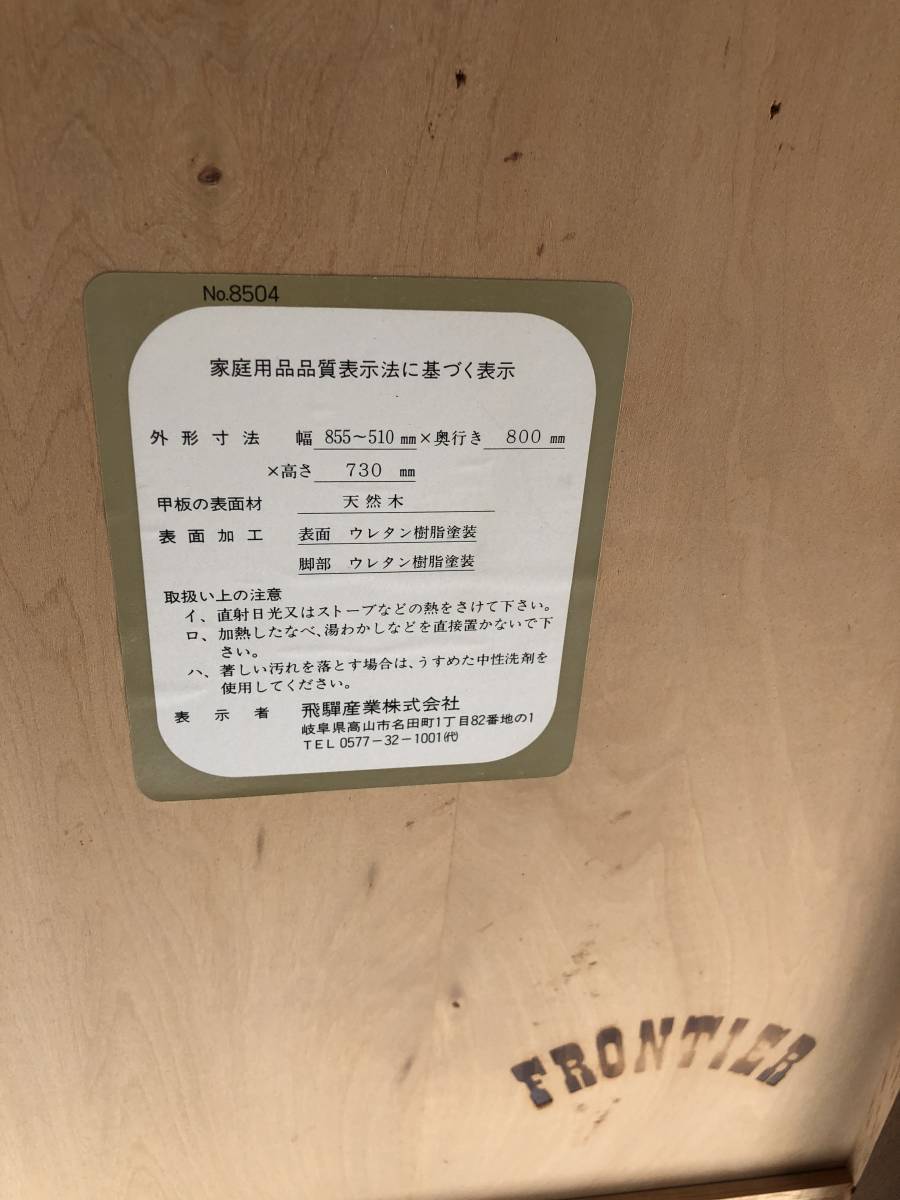 No.8504
家庭用品品質表示法に基づく表示
外形寸法 幅 855~510 mm×奥行き 800 mm
×高さ 730 mm
甲板の表面材 天然木
表面加工 表面 ウレタン樹脂塗装
脚部 ウレタン樹脂塗装
取扱い上の注意
イ、直射日光又はストーブなどの熱をさけて下さい。
ロ、加熱したなべ、湯わかしなどを直接置かないで下
さい。
ハ、著しい汚れを落とす場合は、うすめた中性洗剤を
使用してください。
表示者 飛驒産業株式会社
岐阜県高山市名田町1丁目82番地の1
TEL 0577-32-1001㈹
FRONTIER